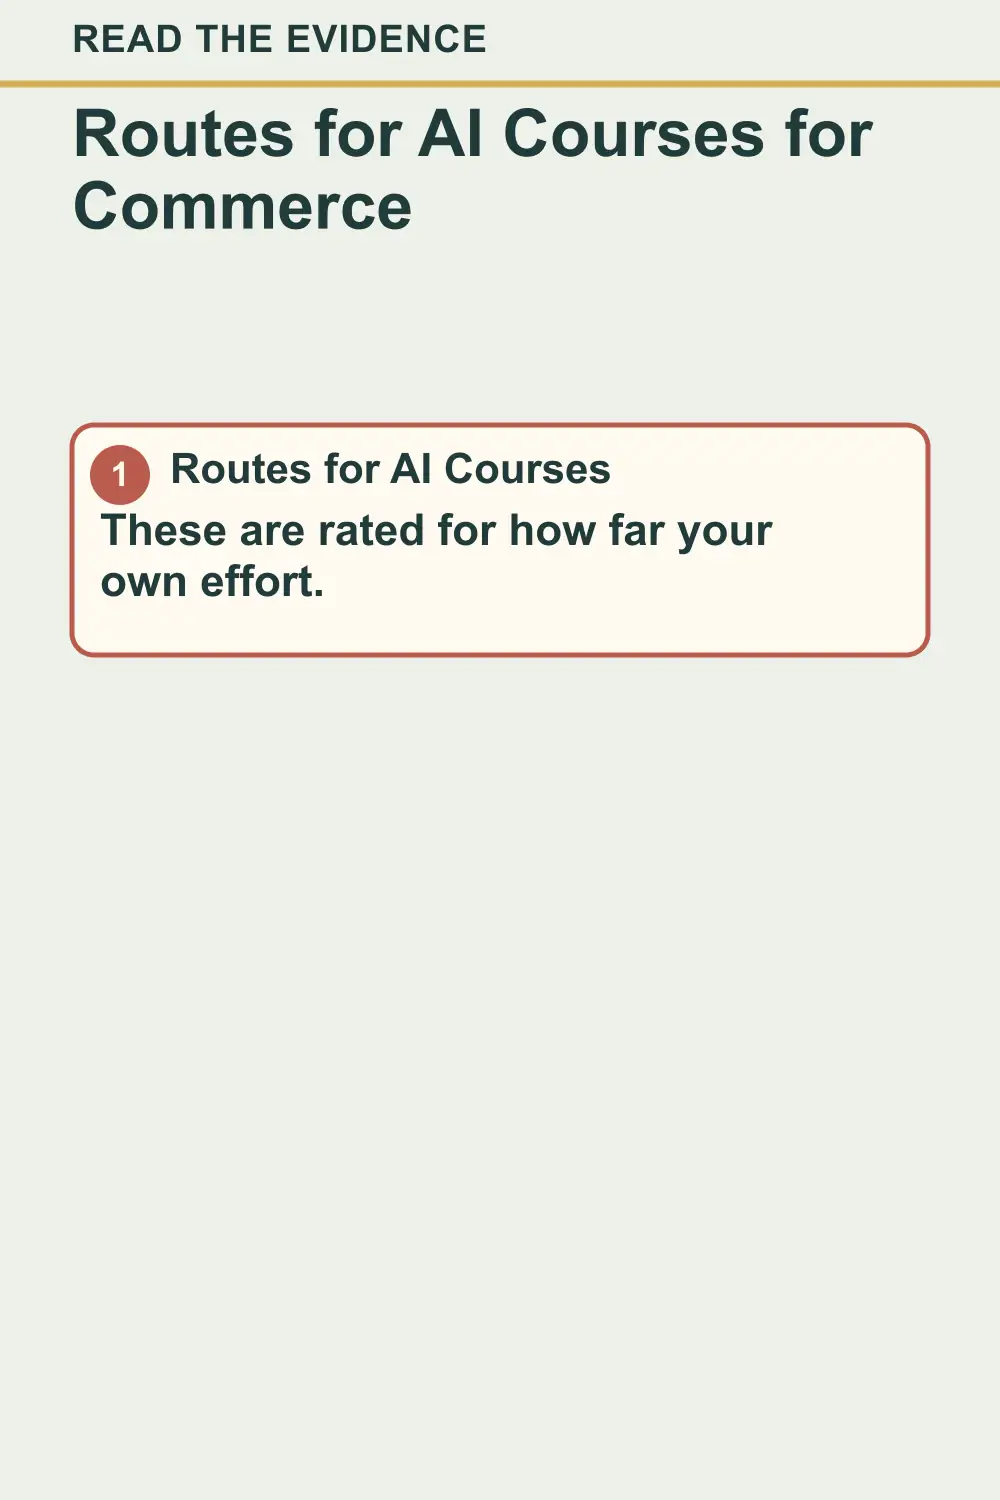 READ THE EVIDENCE
Routes for AI Courses for
Commerce
1 Routes for AI Courses
These are rated for how far your
own effort.